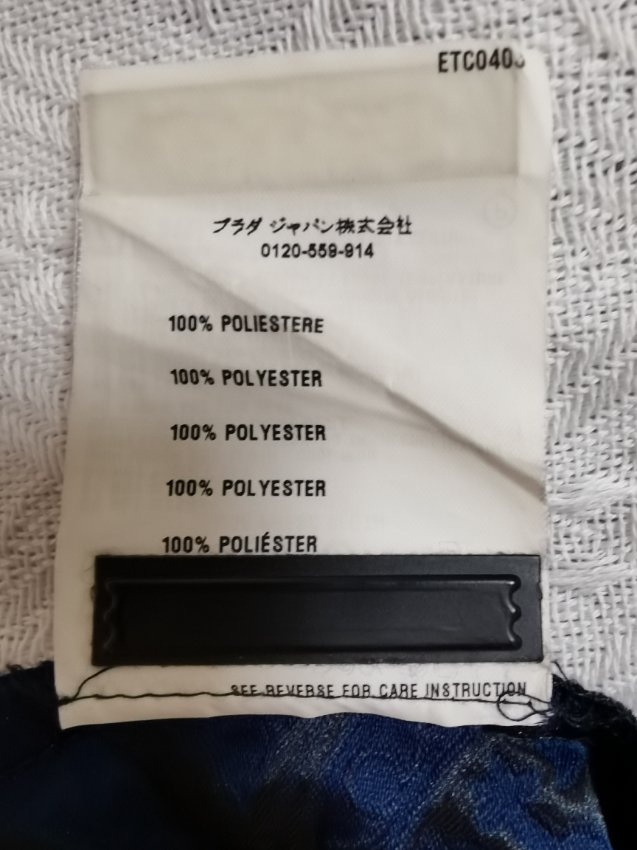 プラダ ジャパン株式会社
0120-559-914
100% POLIESTERE
100% POLYESTER
100% POLYESTER
100% POLYESTER
100% POLIÉSTER
SEE REVERSE FOR CARE INSTRUCTION